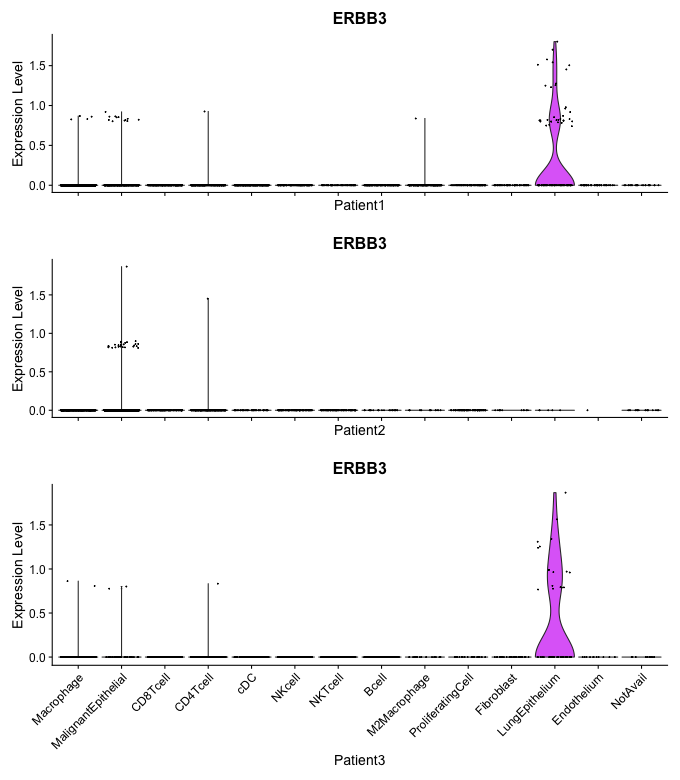 ERBB3
Expression Level
1.5
1.0
0.5
0.0
Patient1
ERBB3
Expression Level
1.5
1.0
0.5
0.0
Patient2
ERBB3
Expression Level
1.5
1.0
0.5
0.0
Macrophage
MalignantEpithelial
CD8Tcell
CD4Tcell
cDC
NKcell
NKTcell
Bcell
M2Macrophage
ProliferatingCell
Fibroblast
LungEpithelium
Endothelium
NotAvail
Patient3